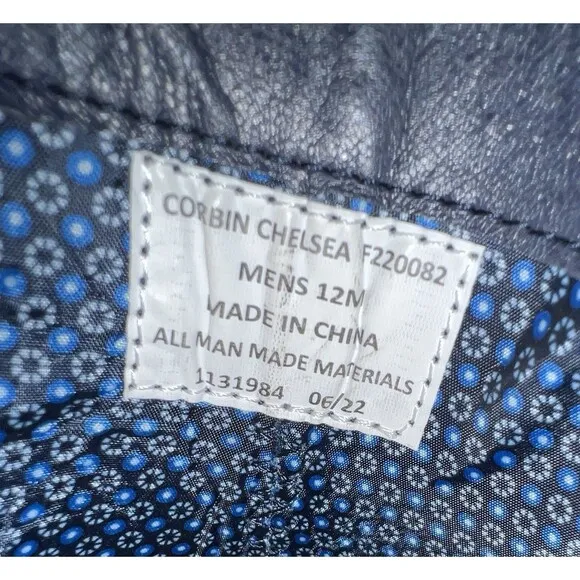 CORBIN CHELSEA F220082
MENS 12M
MADE IN CHINA
ALL MAN MADE MATERIALS
1131984 06/22